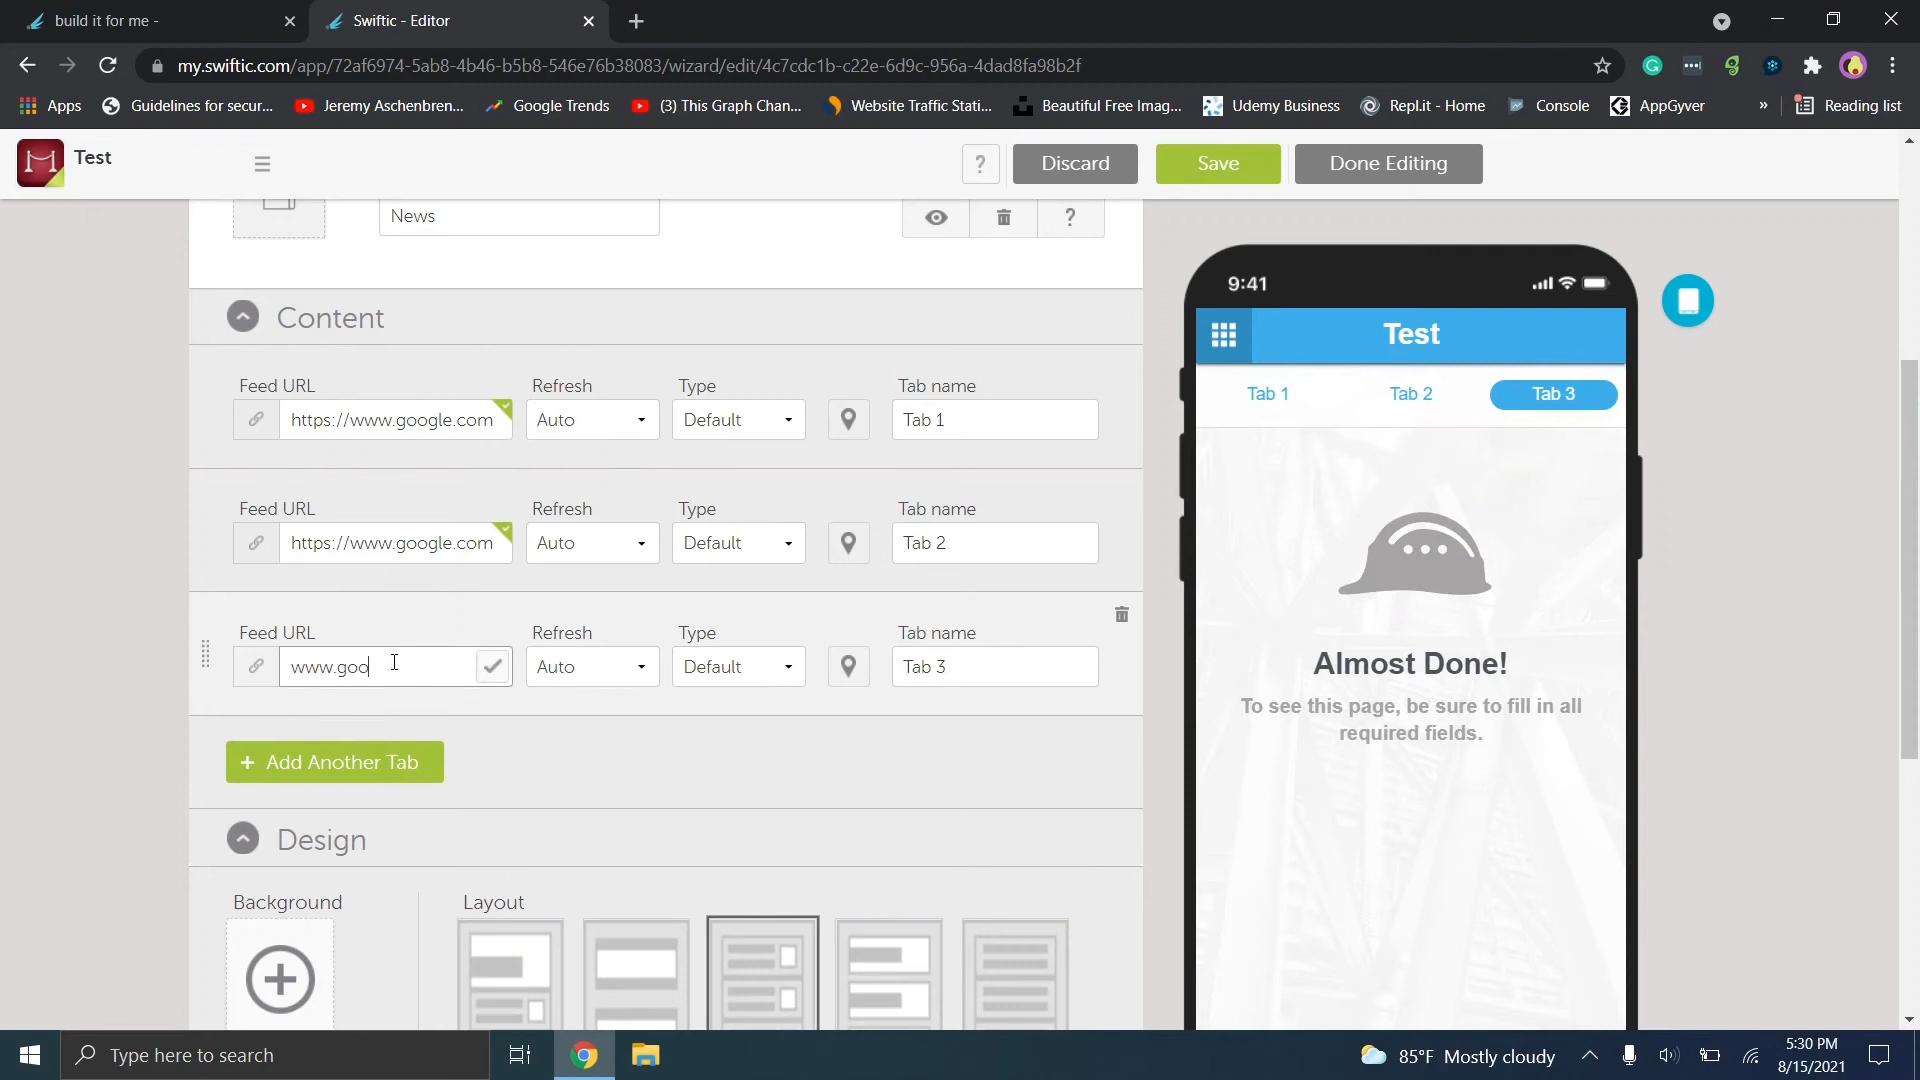 build it for me -
Swiftic - Editor
my.swiftic.com/app/72af6974-5ab8-4b46-b5b8-546e76b38083/wizard/edit/4c7cdc1b-c22e-6d9c-956a-4dad8fa98b2f
Apps
Guidelines for secur...
Jeremy Aschenbren...
Google Trends
(3) This Graph Chan...
Website Traffic Stati...
Beautiful Free Imag...
Udemy Business
Repl.it - Home
Console
AppGyver
»
Reading list
Test
?
Discard
Save
Done Editing
News
?
Content
Feed URL
Refresh
Type
Tab name
https://www.google.com
Auto
Default
Tab 1
Feed URL
Refresh
Type
Tab name
https://www.google.com
Auto
Default
Tab 2
Feed URL
Refresh
Type
Tab name
www.goo
Auto
Default
Tab 3
+ Add Another Tab
Design
Background
Layout
9:41
Test
Tab 1
Tab 2
Tab 3
Almost Done!
To see this page, be sure to fill in all
required fields.
Type here to search
85°F Mostly cloudy
5:30 PM
8/15/2021